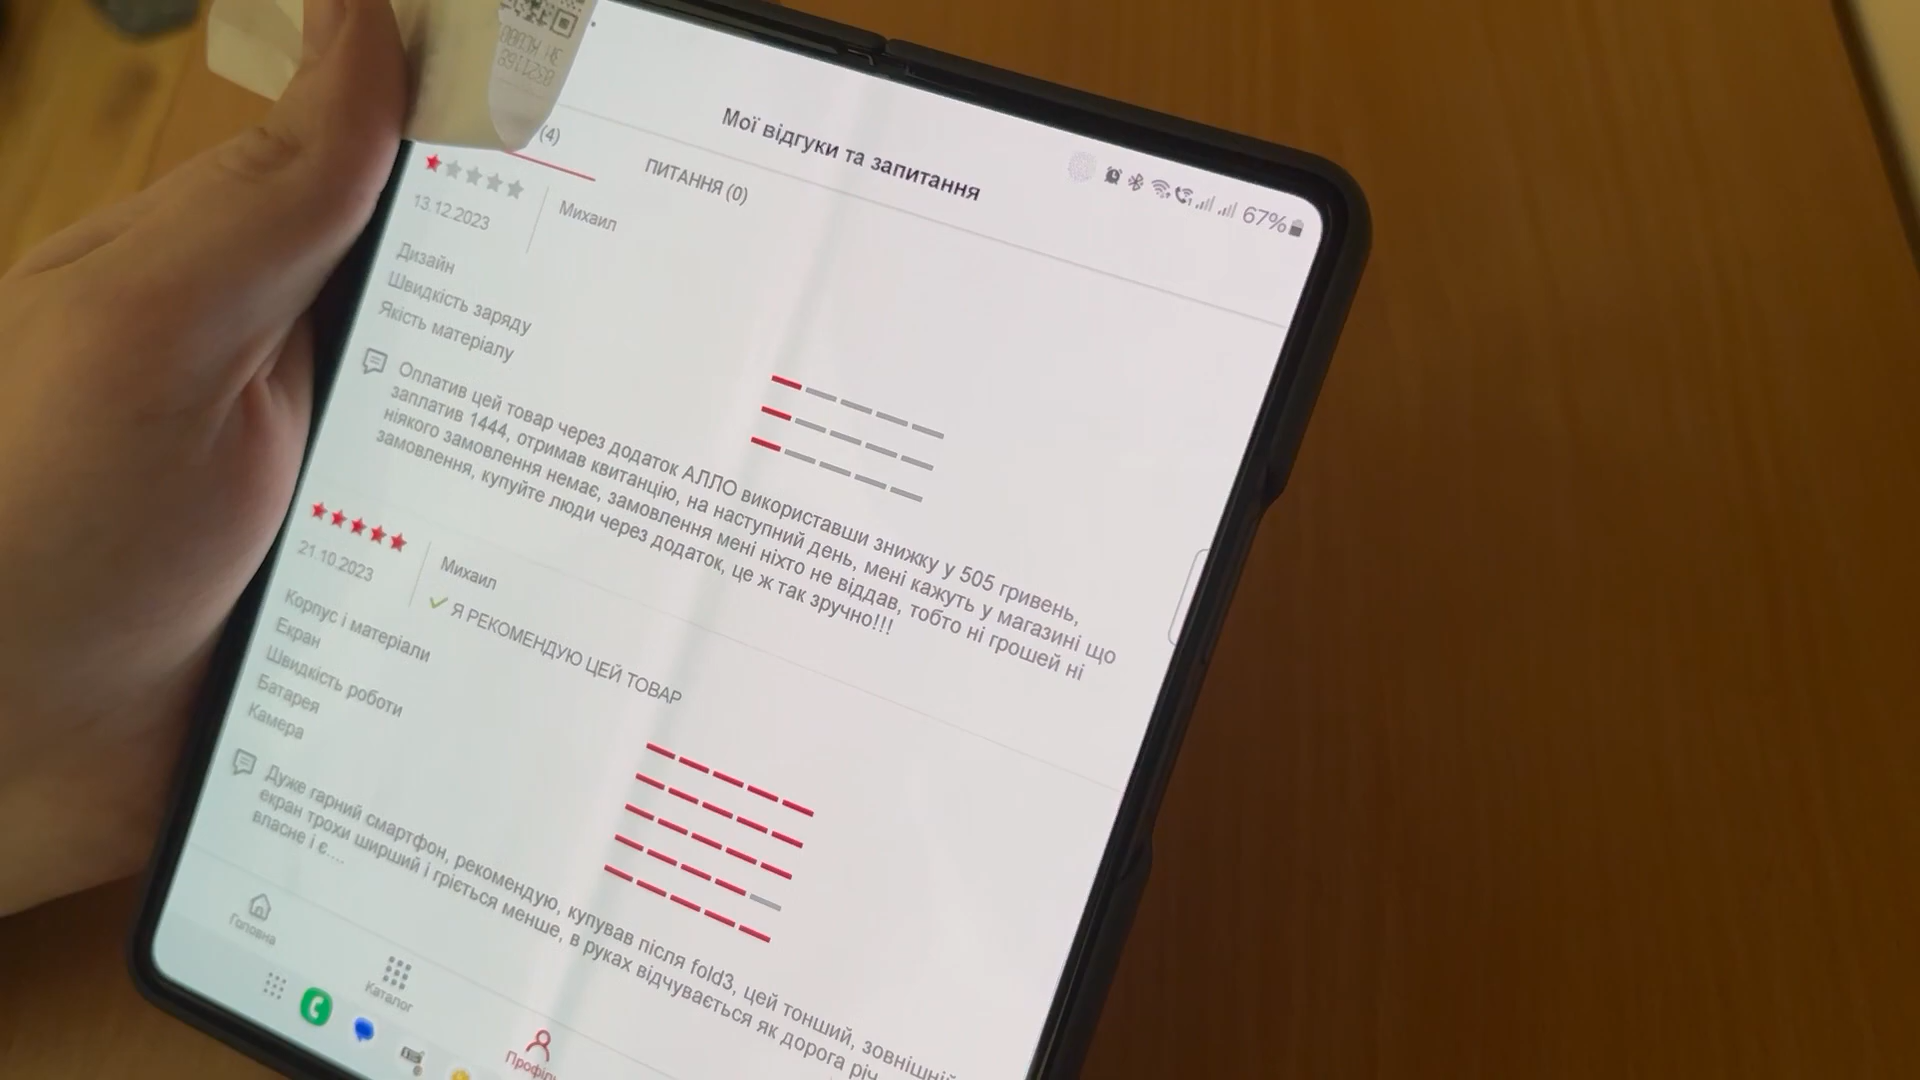 Мої відгуки та запитання
67%
(4)
ПИТАННЯ (0)
13.12.2023
Михаил
Дизайн
Швидкість заряду
Якість матеріалу
Оплатив цей товар через додаток АЛЛО використавши знижку у 505 гривень,
заплатив 1444, отримав квитанцію, на наступний день, мені кажуть у магазині що
ніякого замовлення немає, замовлення мені ніхто не віддав, тобто ні грошей ні
замовлення, купуйте люди через додаток, це ж так зручно!!!
21.10.2023
Михаил
Я РЕКОМЕНДУЮ ЦЕЙ ТОВАР
Корпус і матеріали
Екран
Швидкість роботи
Батарея
Камера
Дуже гарний смартфон, рекомендую, купував після fold3, цей тонший, зовнішній
екран трохи ширший і гріється менше, в руках відчувається як дорога річ,
власне і є....
Головна
Каталог
Профіль